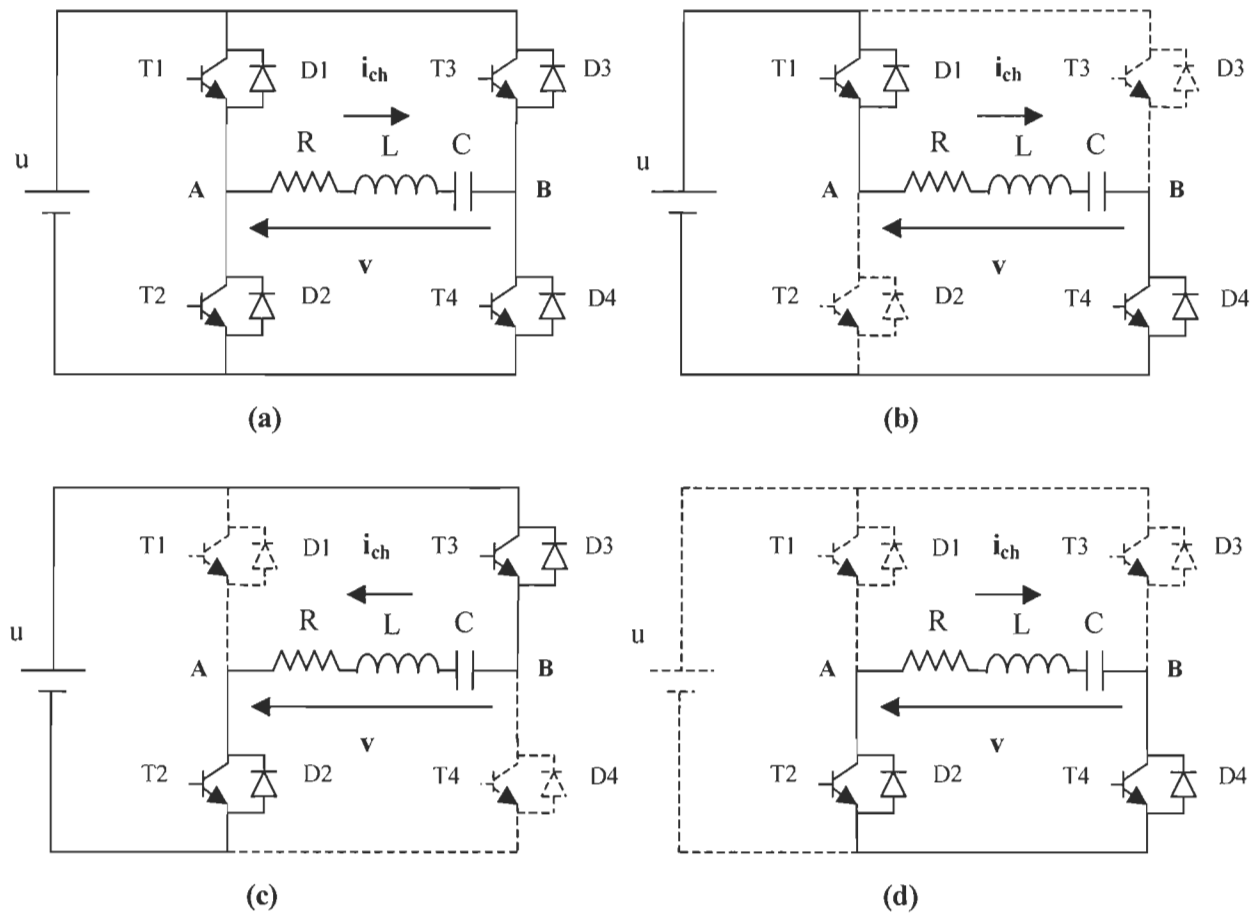 T1 D1 i_ch T3 D3
R L C
u
A B
v
T2 D2 T4 D4
(a)
T1 D1 i_ch T3 D3
R L C
u
A B
v
T2 D2 T4 D4
(b)
T1 D1 i_ch T3 D3
R L C
u
A B
v
T2 D2 T4 D4
(c)
T1 D1 i_ch T3 D3
R L C
u
A B
v
T2 D2 T4 D4
(d)